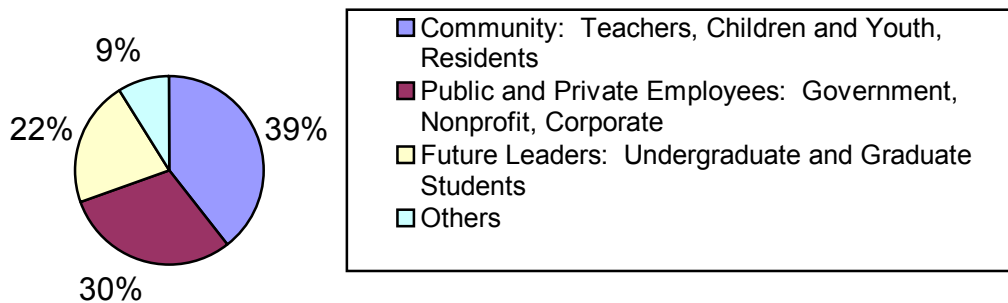 9%
22%
39%
30%
Community:  Teachers, Children and Youth,
Residents
Public and Private Employees:  Government,
Nonprofit, Corporate
Future Leaders:  Undergraduate and Graduate
Students
Others